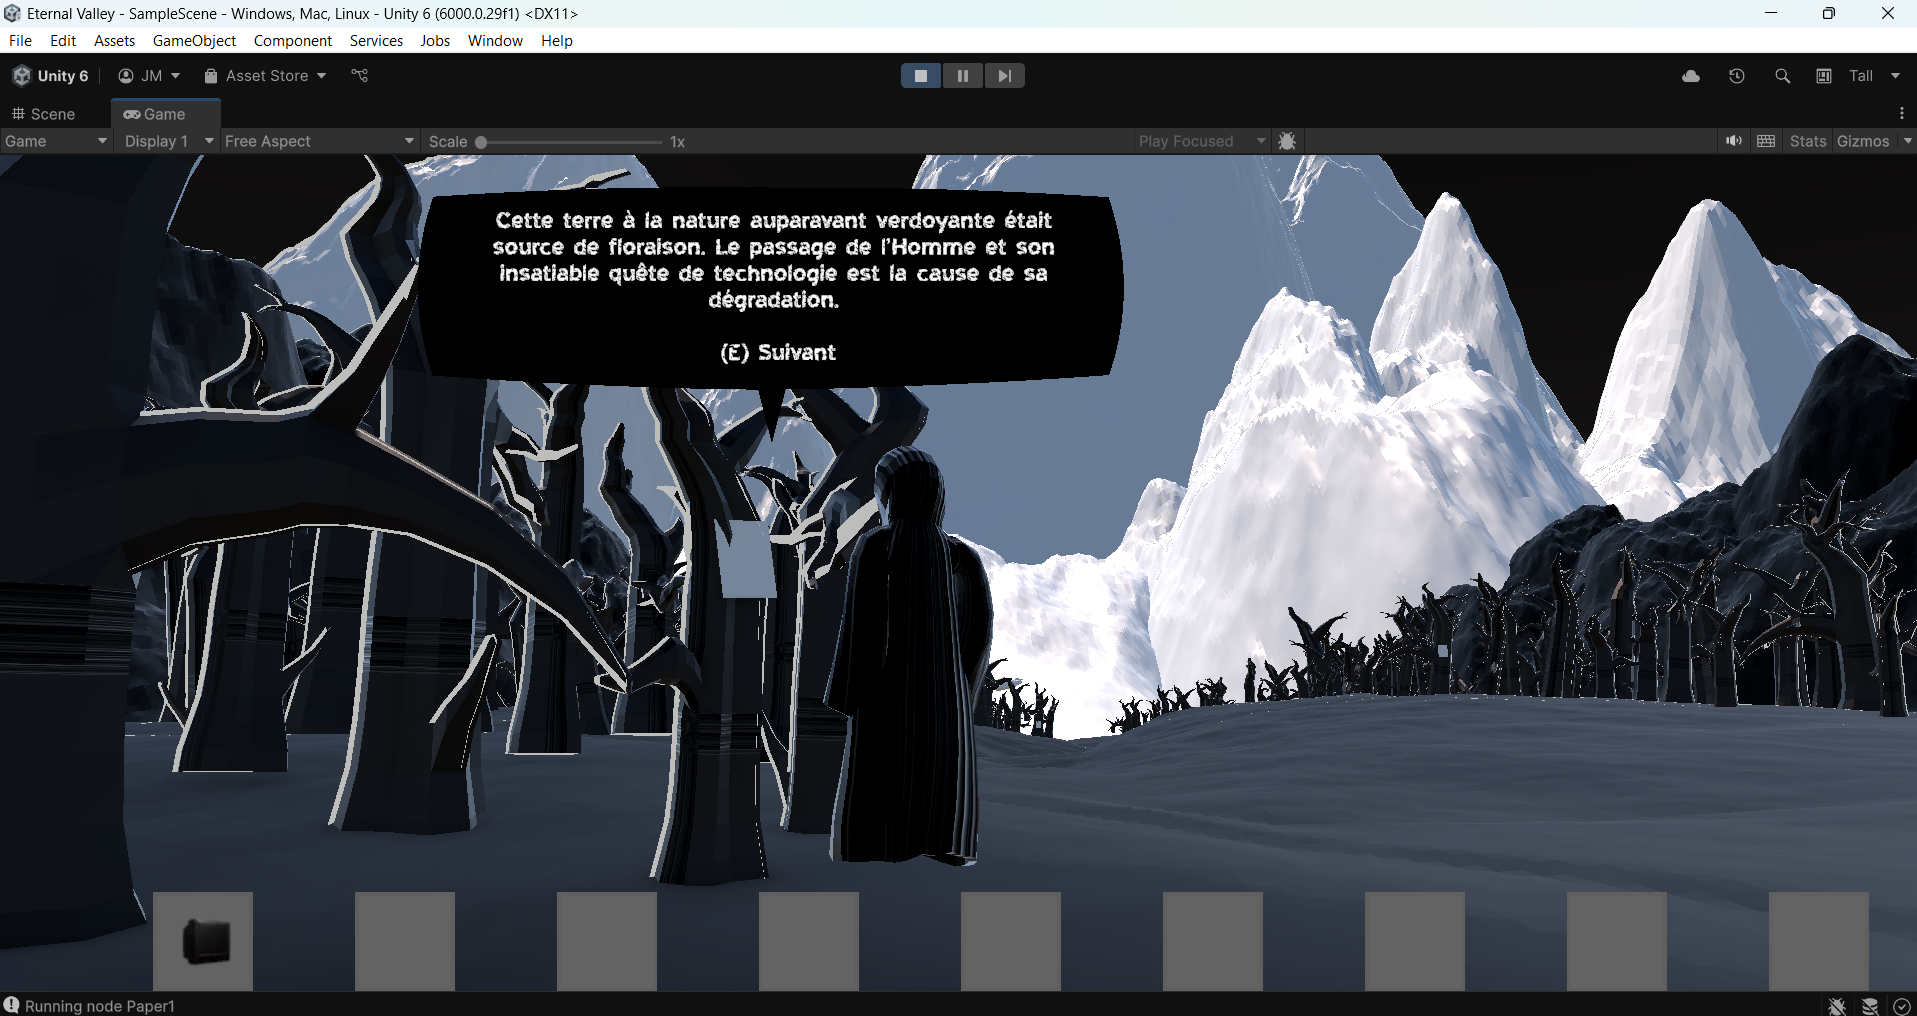 Eternal Valley - SampleScene - Windows, Mac, Linux - Unity 6 (6000.0.29f1) <DX11>
File Edit Assets GameObject Component Services Jobs Window Help
Unity 6 JM Asset Store Tall
Scene Game
Game Display 1 Free Aspect Scale 1x Play Focused Stats Gizmos
Cette terre à la nature auparavant verdoyante était
source de floraison. Le passage de l'Homme et son
insatiable quête de technologie est la cause de sa
dégradation.
(E) Suivant
Running node Paper1